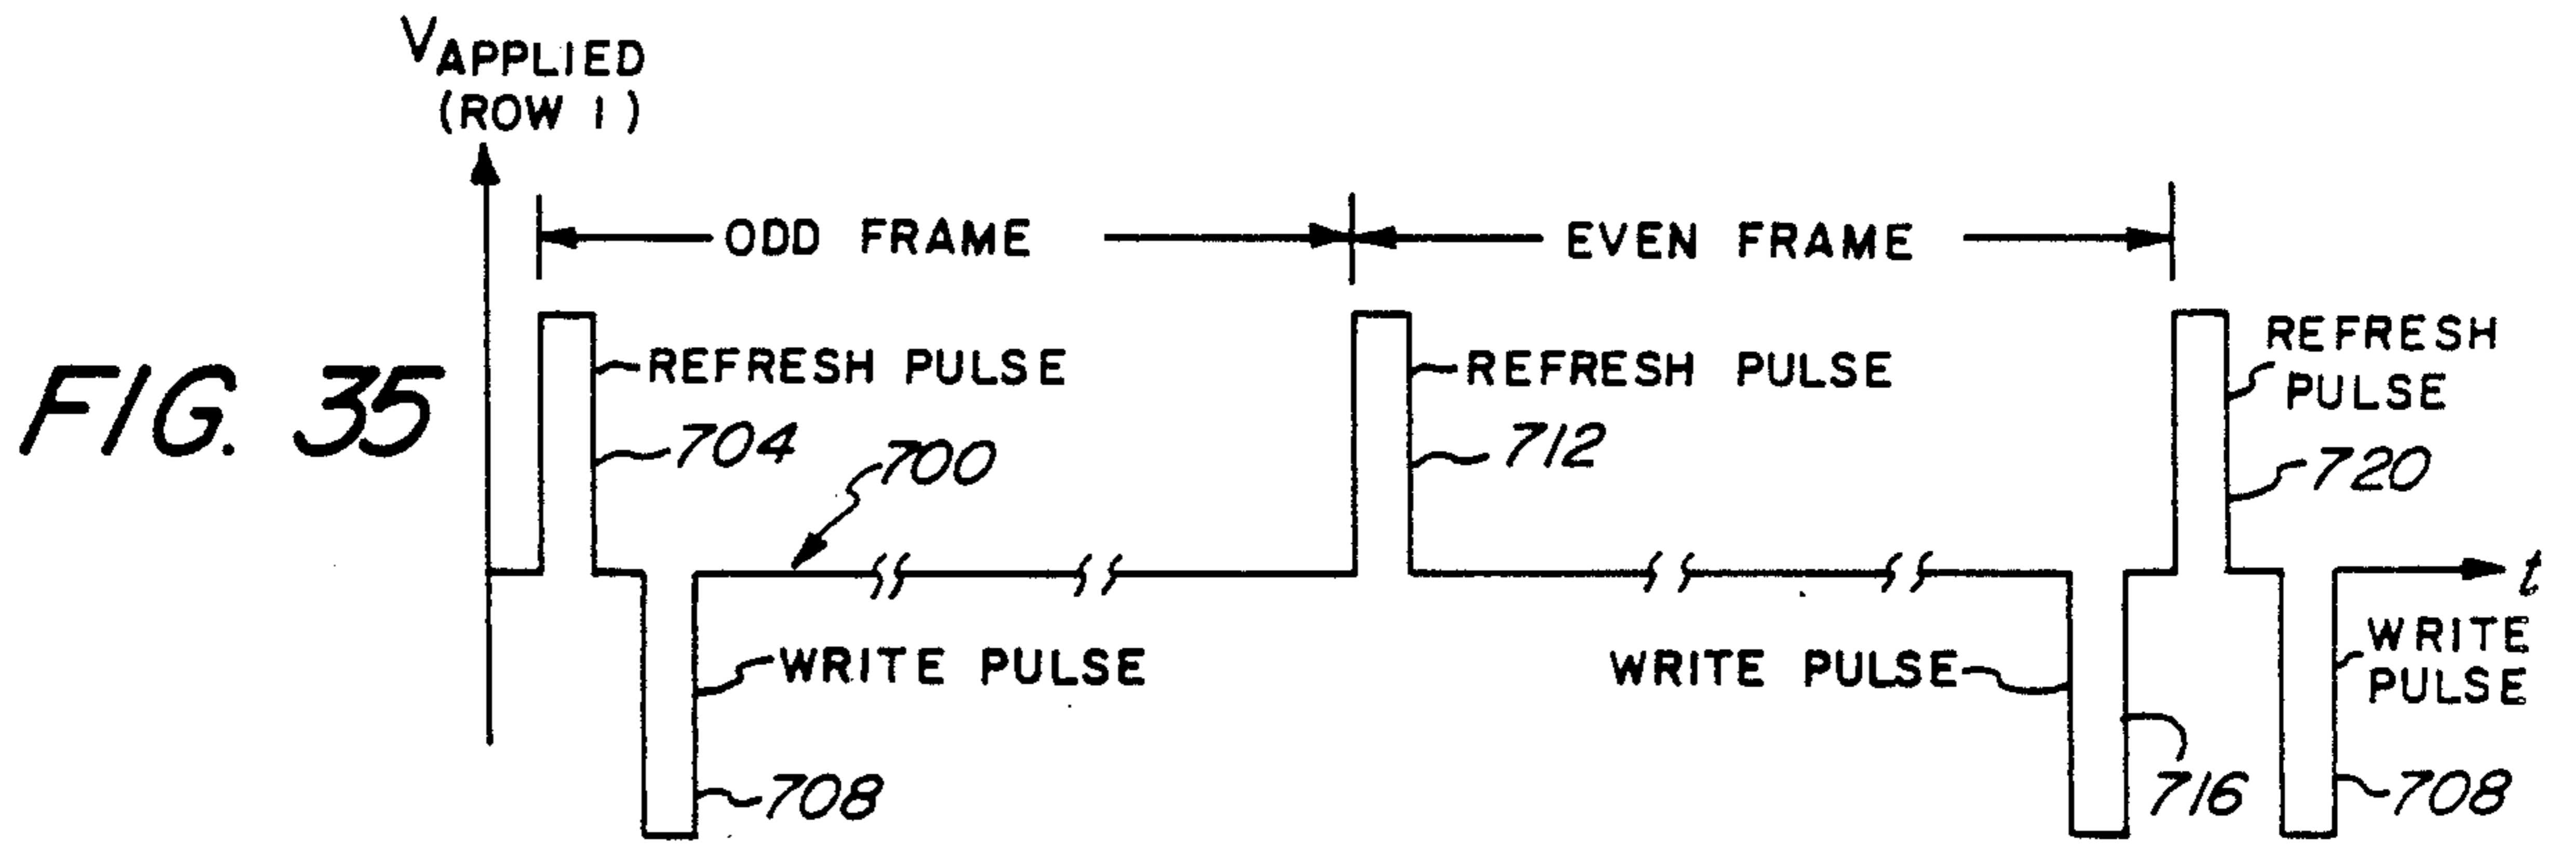 VAPPLIED
(ROW 1)
ODD FRAME
EVEN FRAME
FIG. 35
REFRESH PULSE
704
700
REFRESH PULSE
712
REFRESH
PULSE
720
t
WRITE PULSE
708
WRITE PULSE
716
WRITE
PULSE
708